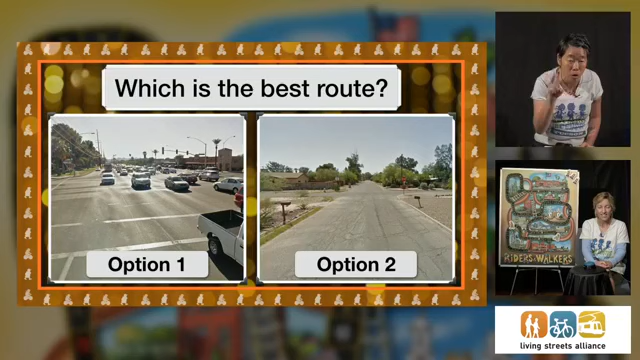 Which is the best route?
Option 1
Option 2
RIDERS & WALKERS
living streets alliance